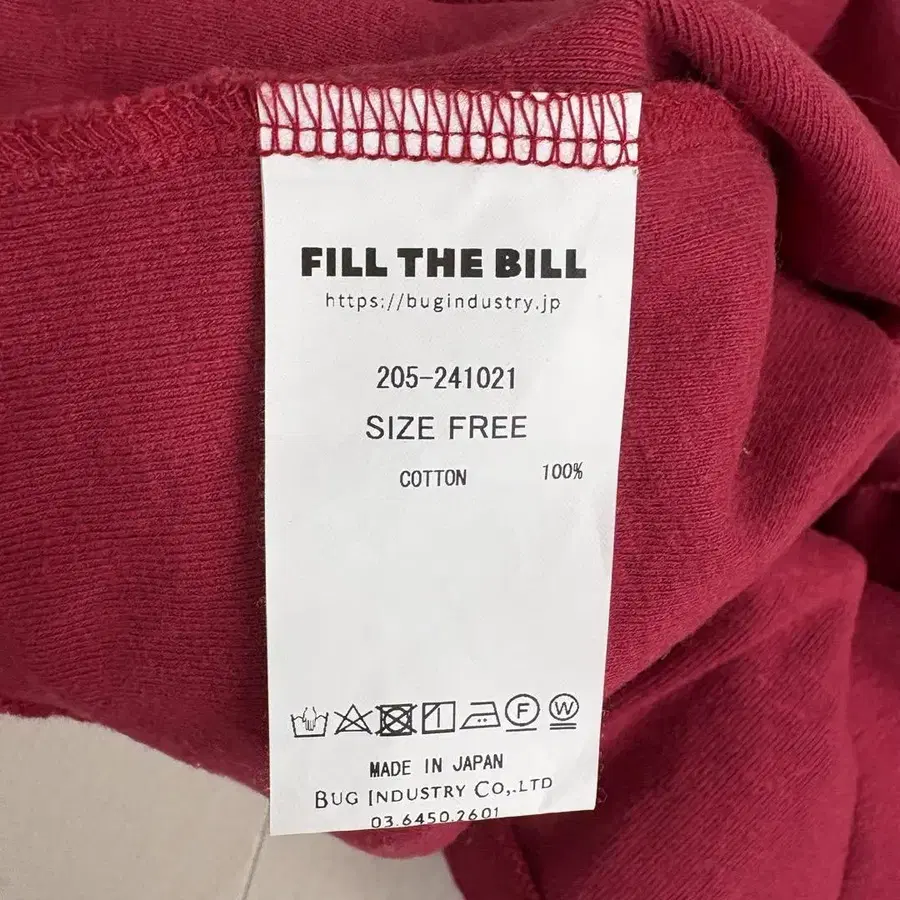 FILL THE BILL
https://bugindustry.jp
205-241021
SIZE FREE
COTTON 100%
F W
MADE IN JAPAN
BUG INDUSTRY CO,.LTD
03.6450.2601